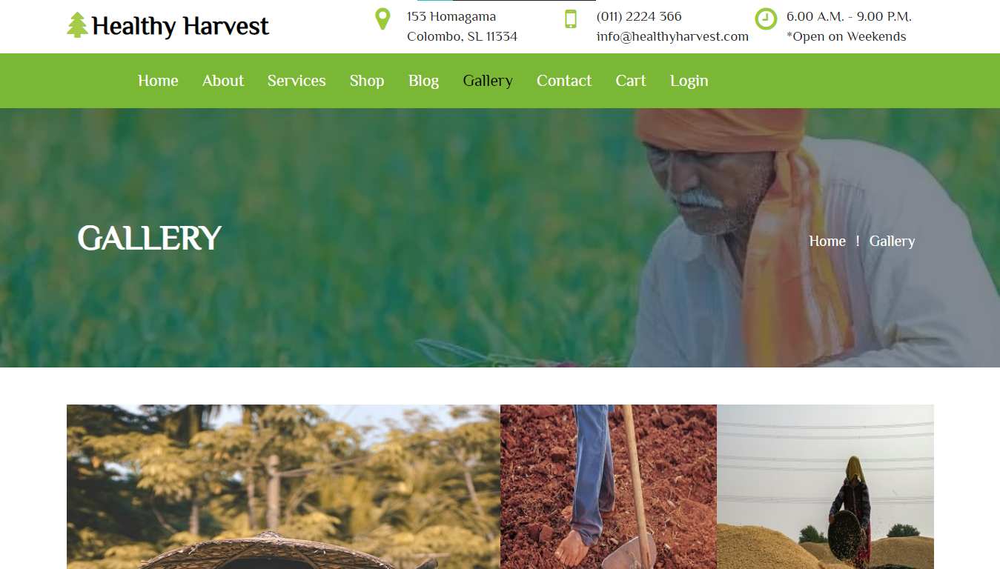 Healthy Harvest
153 Homagama
Colombo, SL 11334
(011) 2224 366
info@healthyharvest.com
6.00 A.M. - 9.00 P.M.
*Open on Weekends
Home About Services Shop Blog Gallery Contact Cart Login
GALLERY
Home ! Gallery